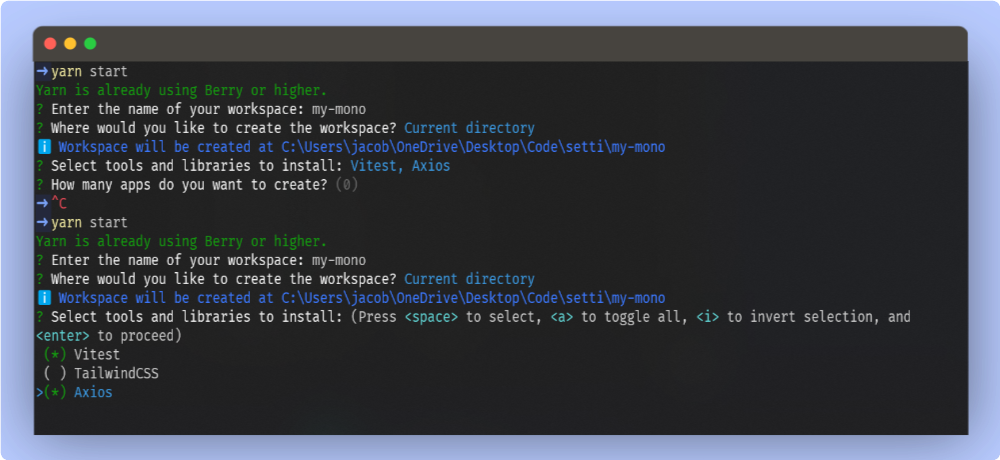 ➜ yarn start
Yarn is already using Berry or higher.
? Enter the name of your workspace: my-mono
? Where would you like to create the workspace? Current directory
ℹ Workspace will be created at C:\Users\jacob\OneDrive\Desktop\Code\setti\my-mono
? Select tools and libraries to install: Vitest, Axios
? How many apps do you want to create? (0)
➜ ^C
➜ yarn start
Yarn is already using Berry or higher.
? Enter the name of your workspace: my-mono
? Where would you like to create the workspace? Current directory
ℹ Workspace will be created at C:\Users\jacob\OneDrive\Desktop\Code\setti\my-mono
? Select tools and libraries to install: (Press <space> to select, <a> to toggle all, <i> to invert selection, and
<enter> to proceed)
(*) Vitest
( ) TailwindCSS
>(*) Axios